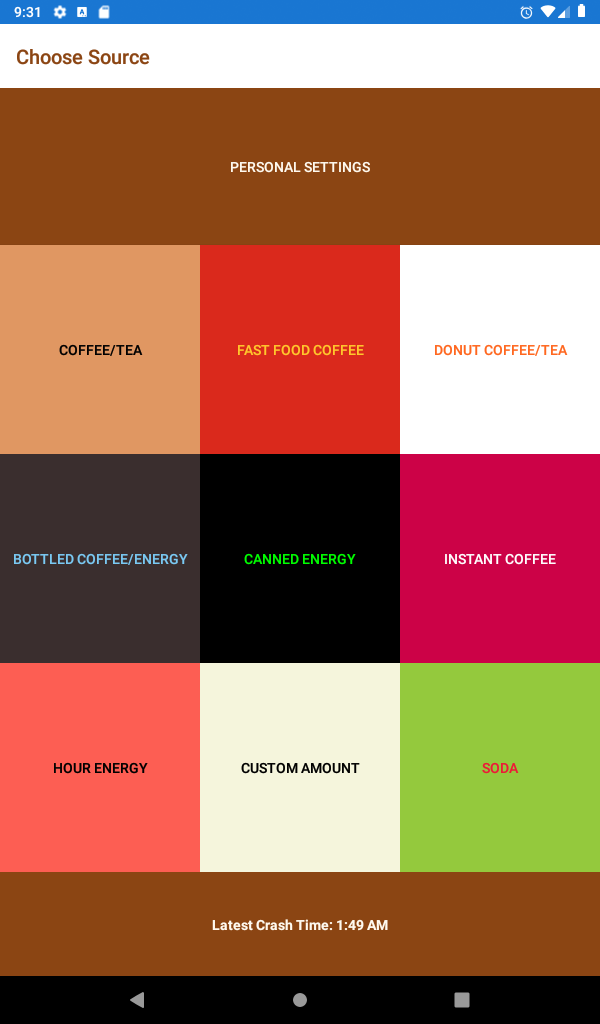 9:31
Choose Source
PERSONAL SETTINGS
COFFEE/TEA
FAST FOOD COFFEE
DONUT COFFEE/TEA
BOTTLED COFFEE/ENERGY
CANNED ENERGY
INSTANT COFFEE
HOUR ENERGY
CUSTOM AMOUNT
SODA
Latest Crash Time: 1:49 AM